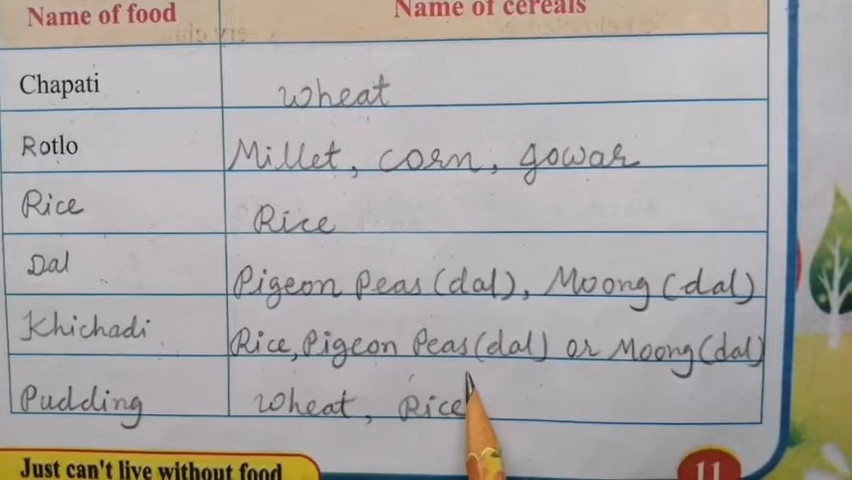 Name of food Name of cereals
Chapati wheat
Rotlo Millet, corn, gowar
Rice Rice
Dal Pigeon Peas (dal), Moong (dal)
Khichadi Rice, Pigeon Peas (dal) or Moong (dal)
Pudding wheat, Rice
Just can't live without food 11